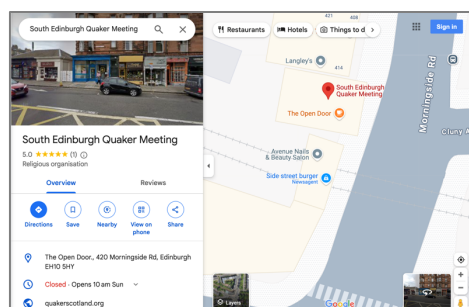 South Edinburgh Quaker Meeting
Restaurants
Hotels
Things to d
Sign in
South Edinburgh Quaker Meeting
5.0 ★★★★★ (1)
Religious organisation
Overview
Reviews
Directions
Save
Nearby
View on
phone
Share
The Open Door., 420 Morningside Rd, Edinburgh
EH10 5HY
Closed · Opens 10 am Sun
quakerscotland.org
421
408
Langley's
414
South Edinburgh
Quaker Meeting
The Open Door
Avenue Nails
& Beauty Salon
Side street burger
Newsagent
Morningside Rd
Cluny A
Layers
Google